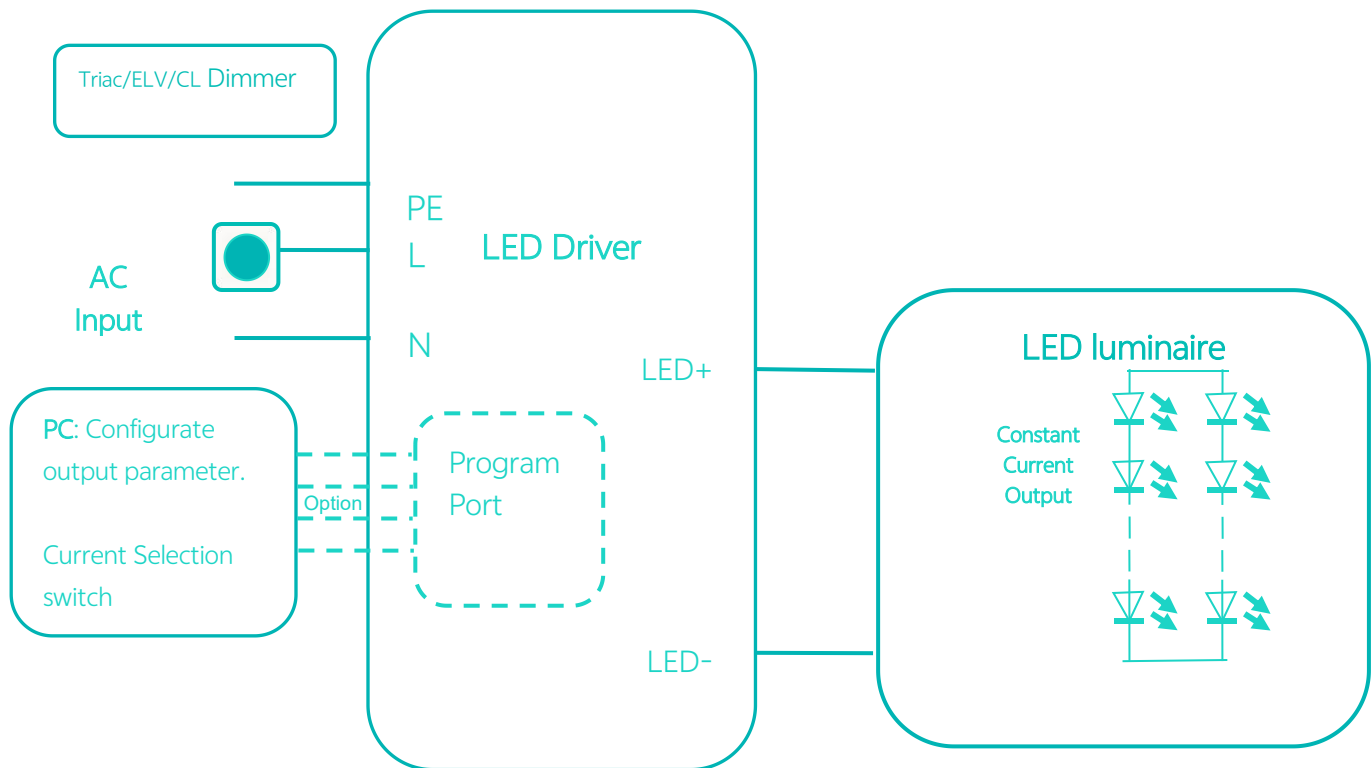 Triac/ELV/CL Dimmer
PE
L
LED Driver
AC
Input
N
LED+
LED luminaire
Constant
Current
Output
PC: Configurate
output parameter.
Current Selection
switch
Option
Program
Port
LED-